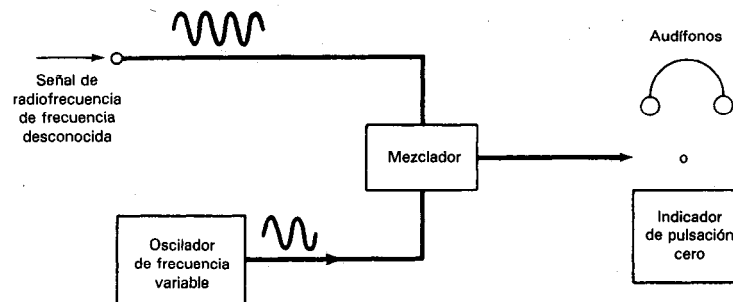 Señal de
radiofrecuencia
de frecuencia
desconocida
Mezclador
Oscilador
de frecuencia
variable
Audífonos
o
Indicador
de pulsación
cero